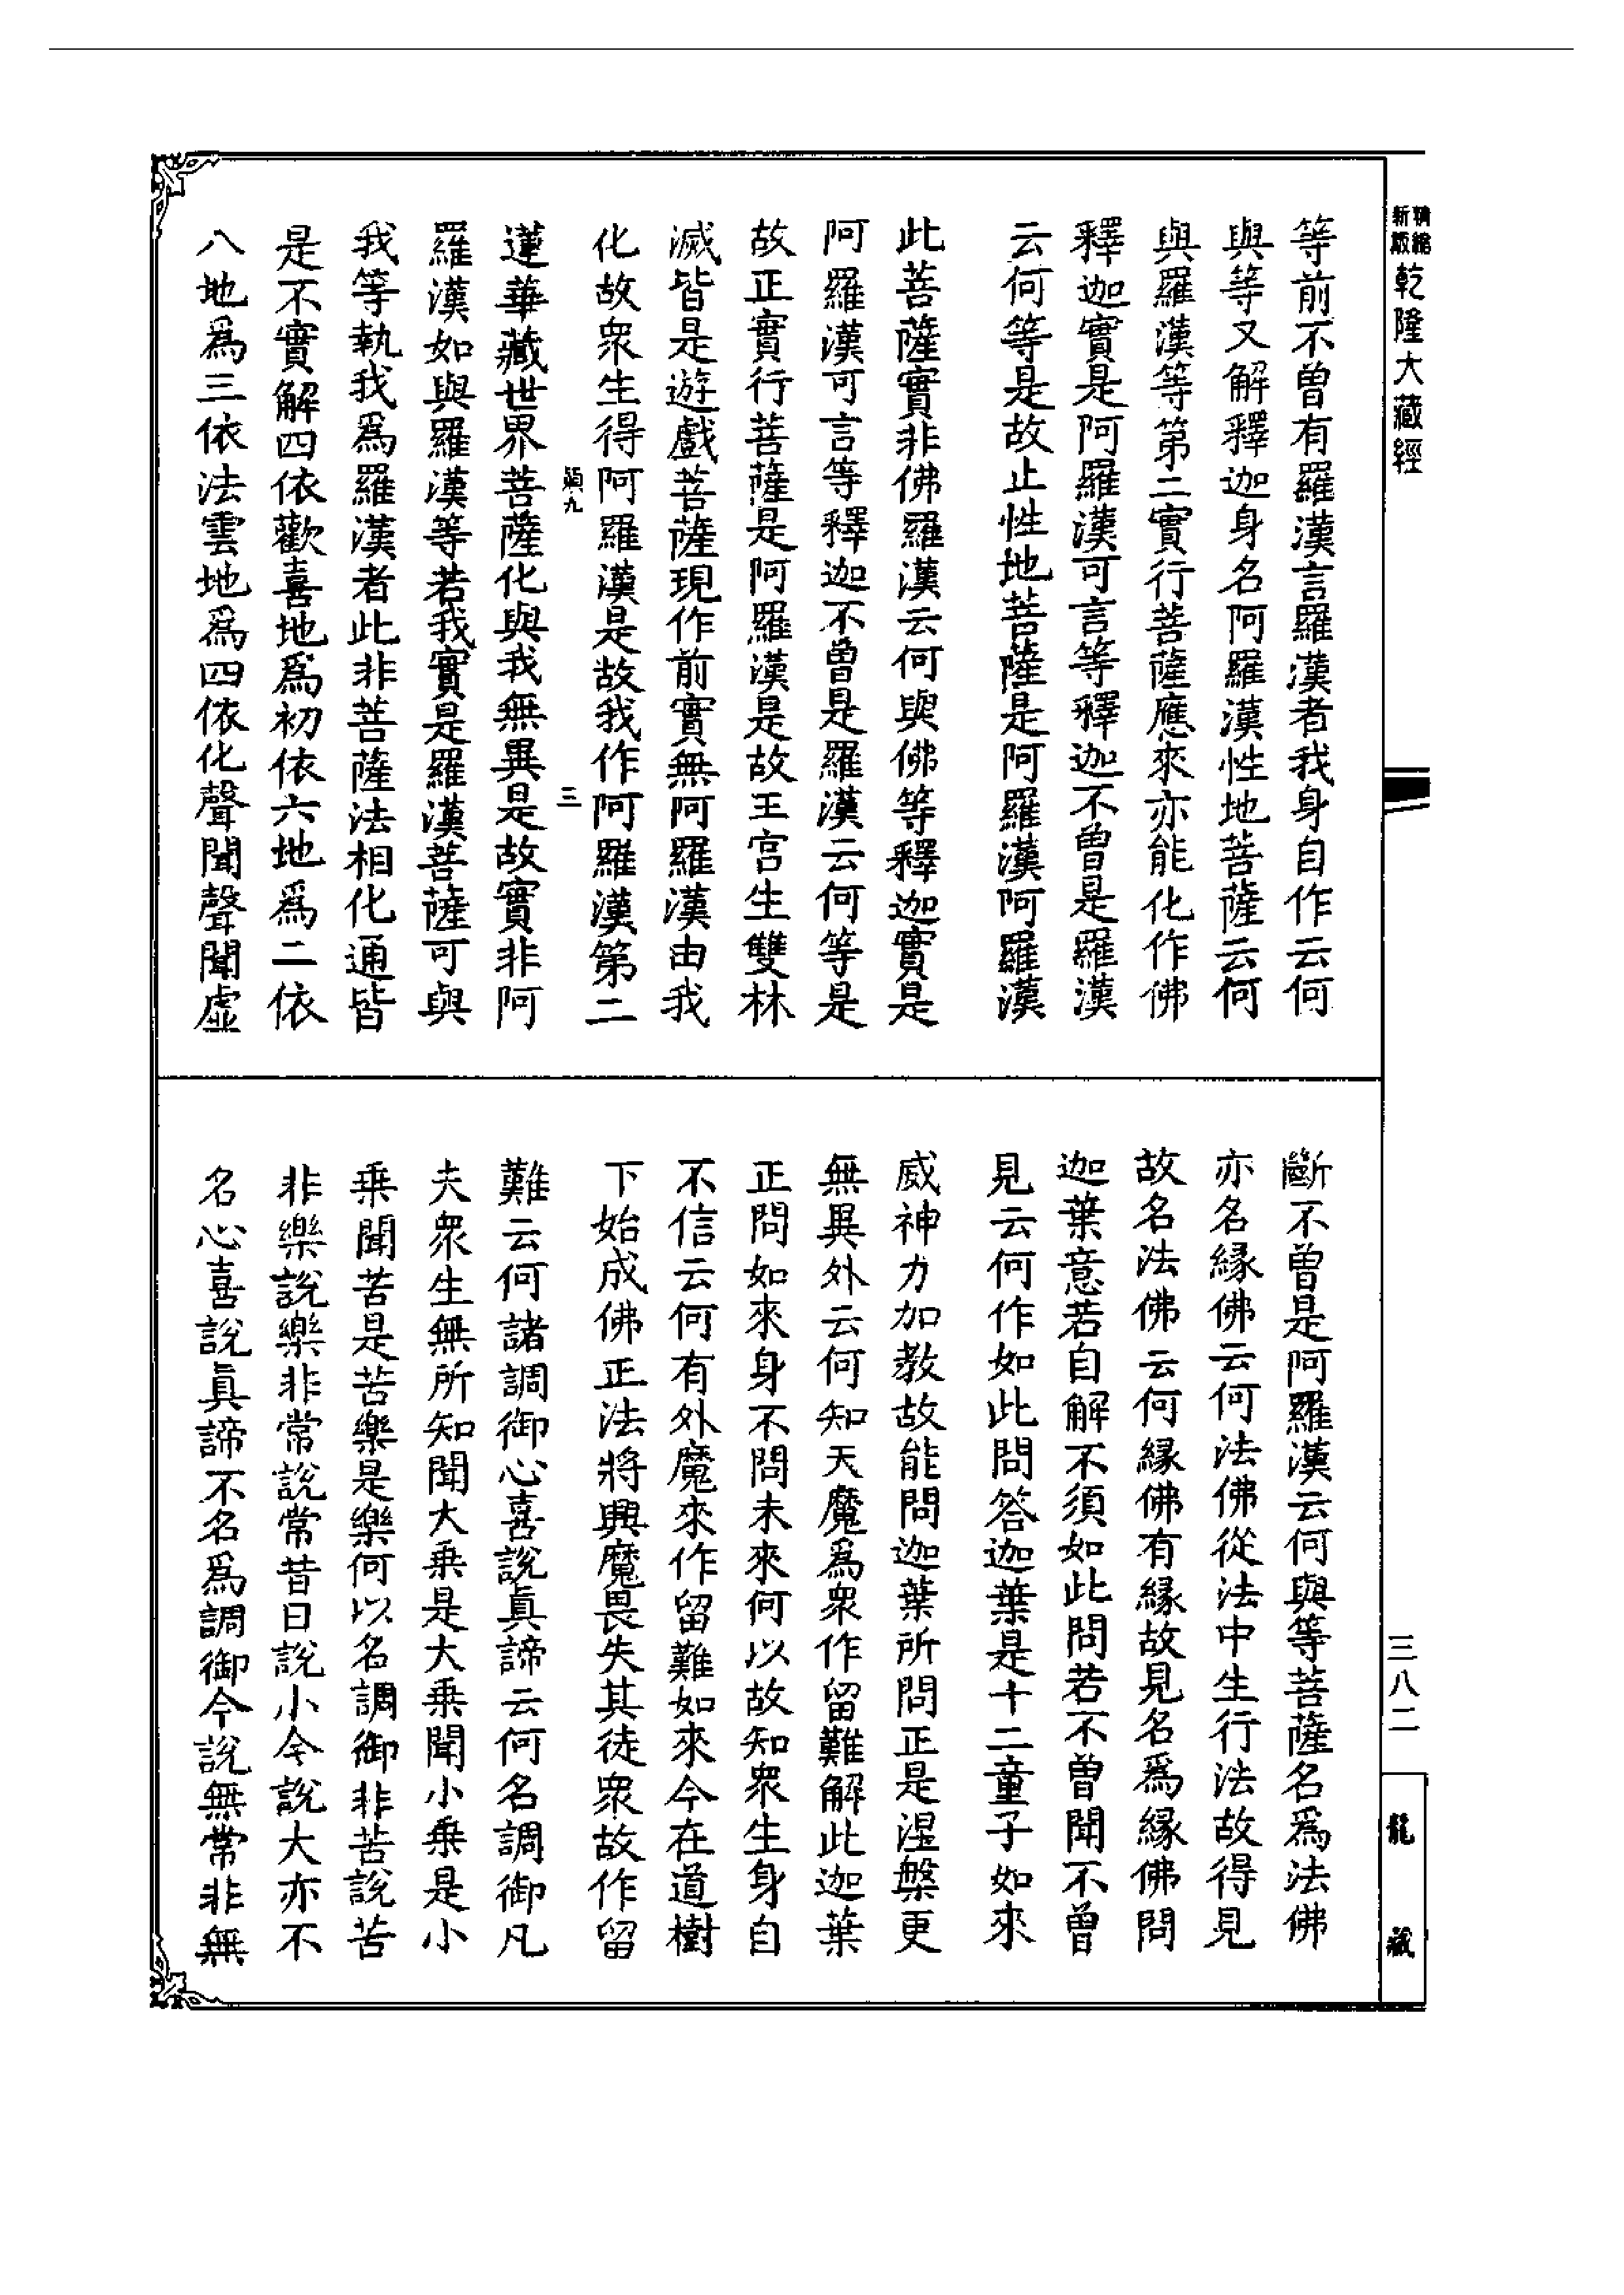 精縮
新版
乾隆大藏經
等前不曾有羅漢言羅漢者我身自作云何
與等又解釋迦身名阿羅漢性地菩薩云何
與羅漢等第二實行菩薩應來亦能化作佛
釋迦實是阿羅漢可言等釋迦不曾是羅漢
云何等是故止性地菩薩是阿羅漢阿羅漢
此菩薩實非佛羅漢云何與佛等釋迦實是
阿羅漢可言等釋迦不曾是羅漢云何等是
故正實行菩薩是阿羅漢是故王宮生雙林
滅皆是遊戲菩薩現作前實無阿羅漢由我
化故眾生得阿羅漢是故我作阿羅漢第二
三
蓮華藏世界菩薩化與我無異是故實非阿
羅漢如與羅漢等若我實是羅漢菩薩可與
我等執我爲羅漢者此非菩薩法相化通皆
是不實解四依歡喜地爲初依六地爲二依
八地爲三依法雲地爲四依化聲聞聲聞虛
斷不曾是阿羅漢云何與等菩薩名爲法佛
亦名緣佛云何法佛從法中生行法故得見
故名法佛云何緣佛有緣故見名爲緣佛問
迦葉意若自解不須如此問若不曾聞不曾
見云何作如此問答迦葉是十二童子如來
威神力加教故能問迦葉所問正是涅槃更
無異外云何知天魔爲眾作留難解此迦葉
正問如來身不問未來何以故知眾生身自
不信云何有外魔來作留難如來今在道樹
下始成佛正法將興魔畏失其徒眾故作留
難云何諸調御心喜說眞諦云何名調御凡
夫眾生無所知聞大乘是大乘聞小乘是小
乘聞苦是苦樂是樂何以名調御非苦說苦
非樂說樂非常說常昔日說小今說大亦不
名心喜說眞諦不名爲調御今說無常非無
三八二
龍藏